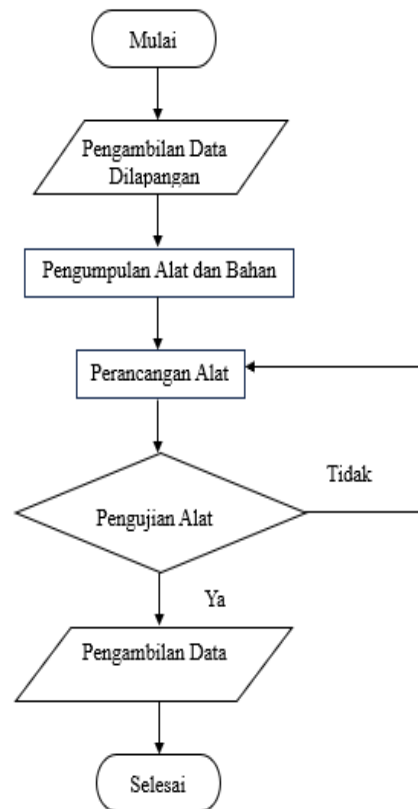 Mulai
Pengambilan Data
Dilapangan
Pengumpulan Alat dan Bahan
Perancangan Alat
Tidak
Pengujian Alat
Ya
Pengambilan Data
Selesai